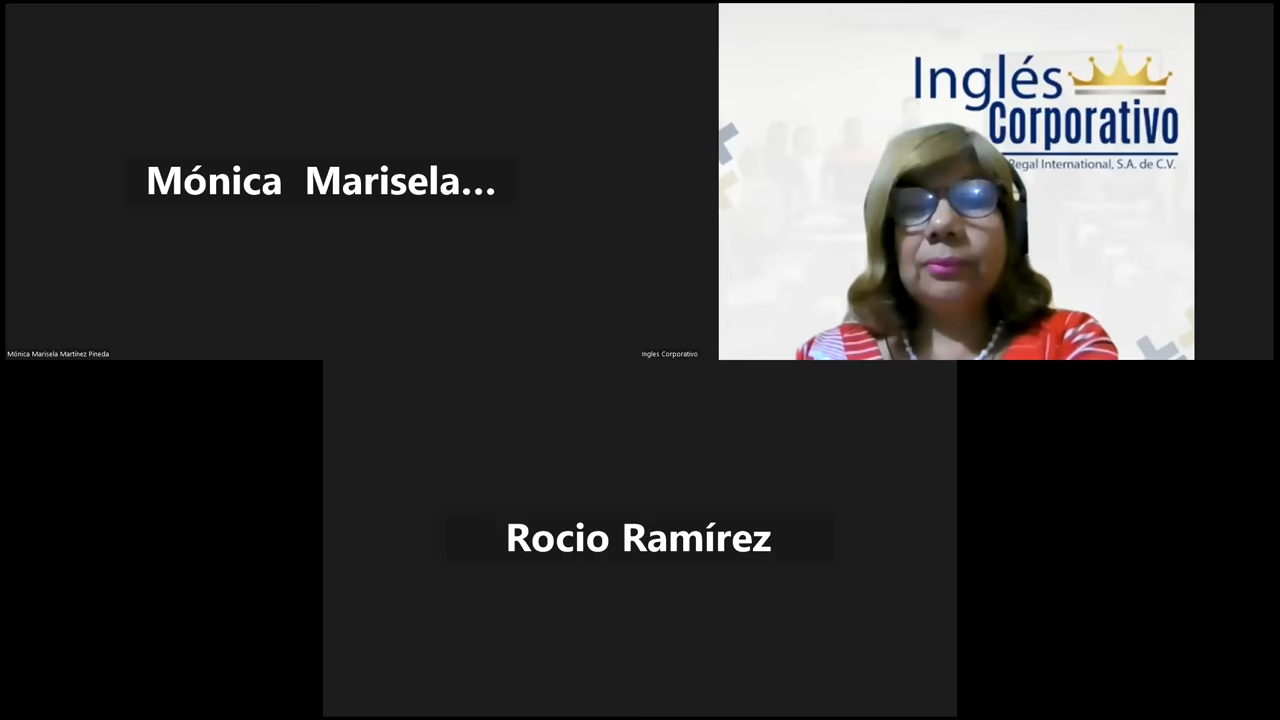 Mónica Marisela...
Mónica Marisela Martínez Pineda
Ingles Corporativo
Inglés
Corporativo
Regal International, S.A. de C.V.
Rocio Ramírez